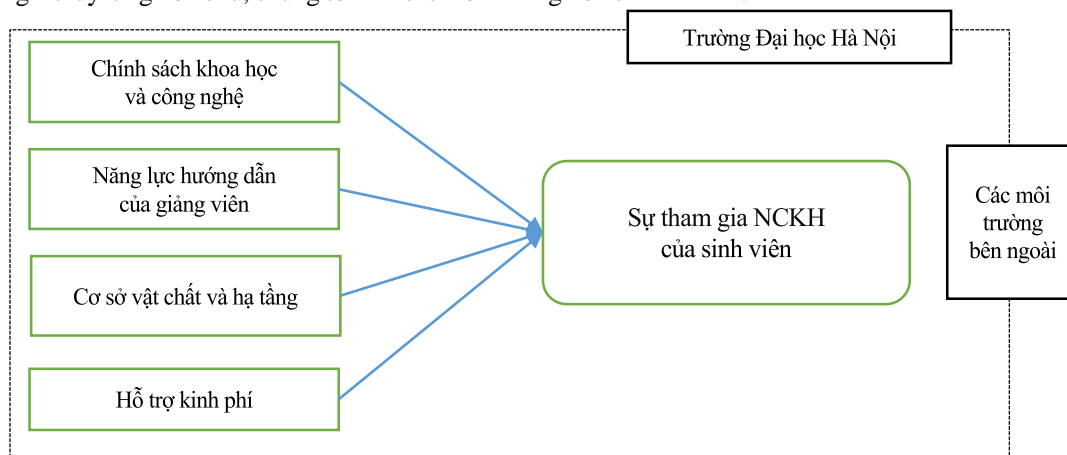 Trường Đại học Hà Nội
Chính sách khoa học
và công nghệ
Năng lực hướng dẫn
của giảng viên
Cơ sở vật chất và hạ tầng
Hỗ trợ kinh phí
Sự tham gia NCKH
của sinh viên
Các môi
trường
bên ngoài